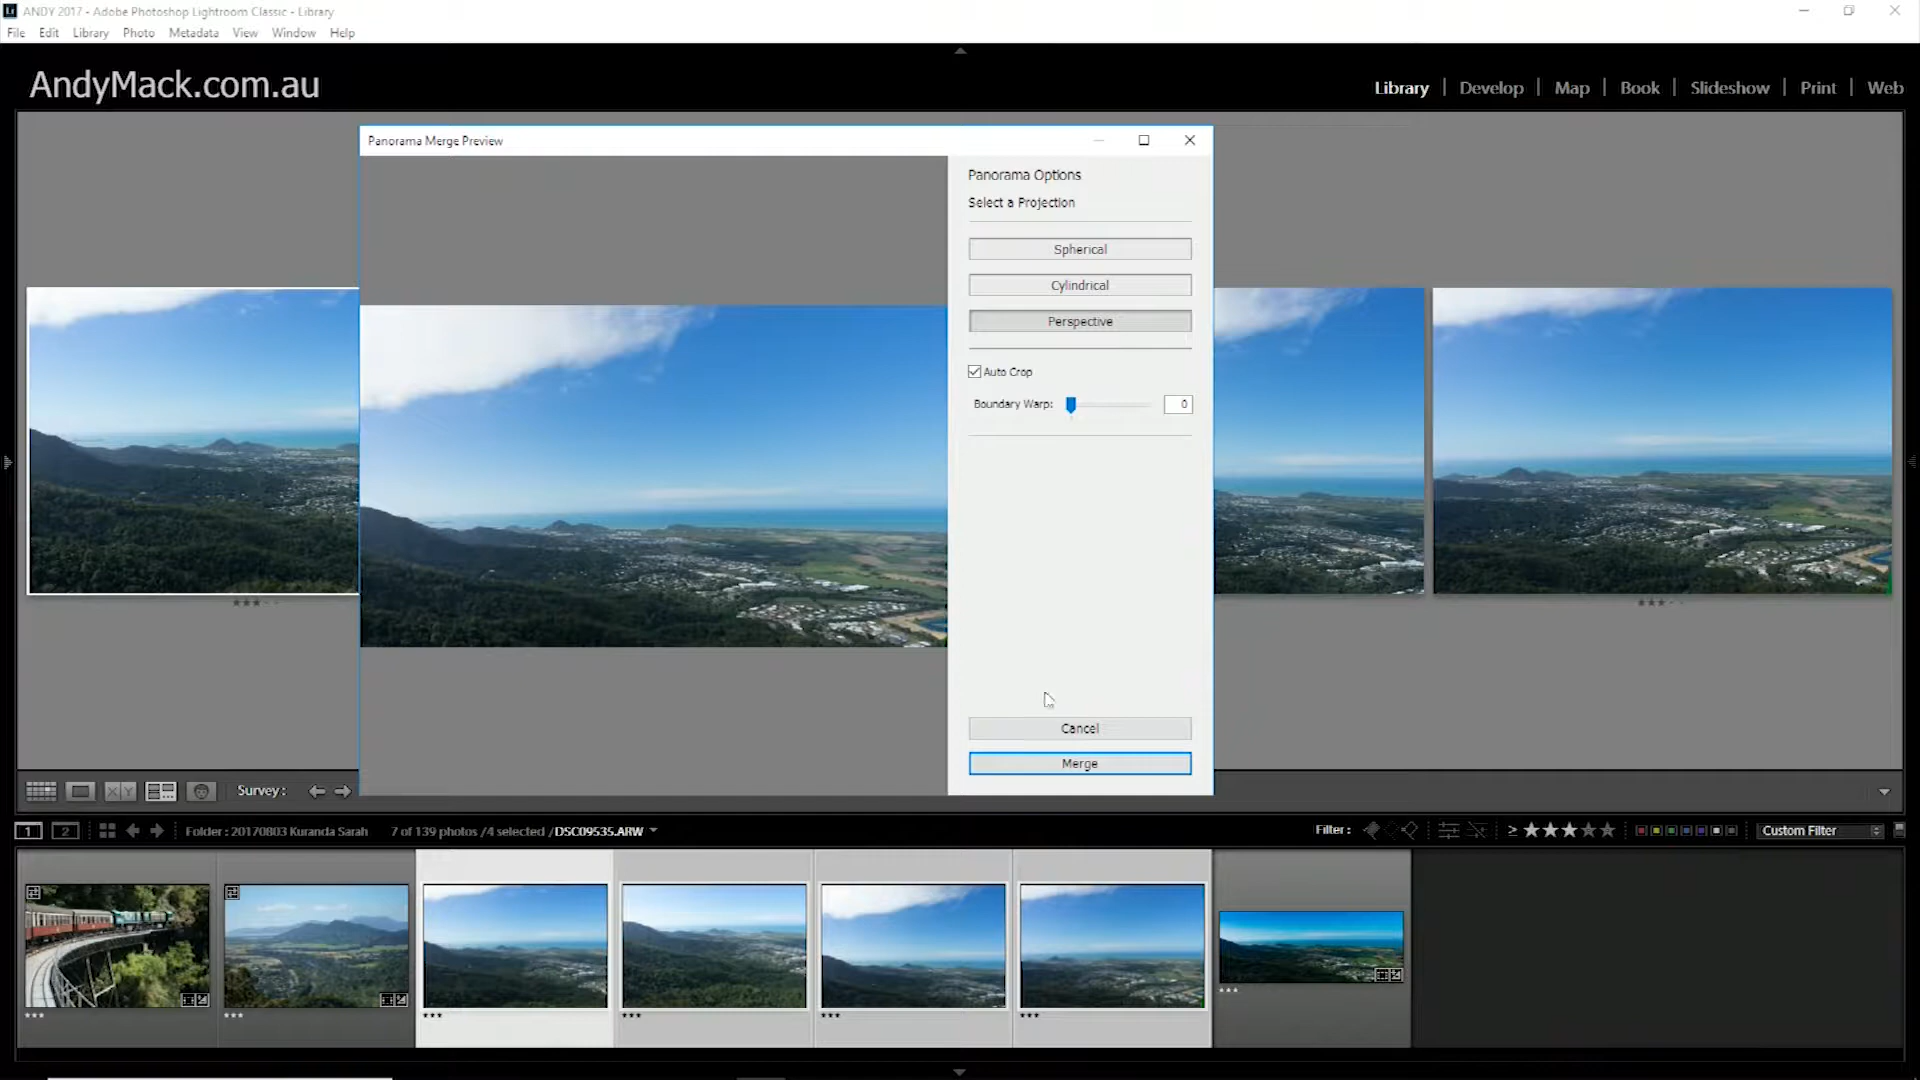 Lr ANDY 2017 - Adobe Photoshop Lightroom Classic - Library
File Edit Library Photo Metadata View Window Help
AndyMack.com.au
Library | Develop | Map | Book | Slideshow | Print | Web
Panorama Merge Preview
Panorama Options
Select a Projection
Spherical
Cylindrical
Perspective
Auto Crop
Boundary Warp: 0
Cancel
Merge
X Y Survey :
1 2 Folder : 20170803 Kuranda Sarah 7 of 139 photos /4 selected /DSC09535.ARW Filter : ≥ ★★★★★ Custom Filter